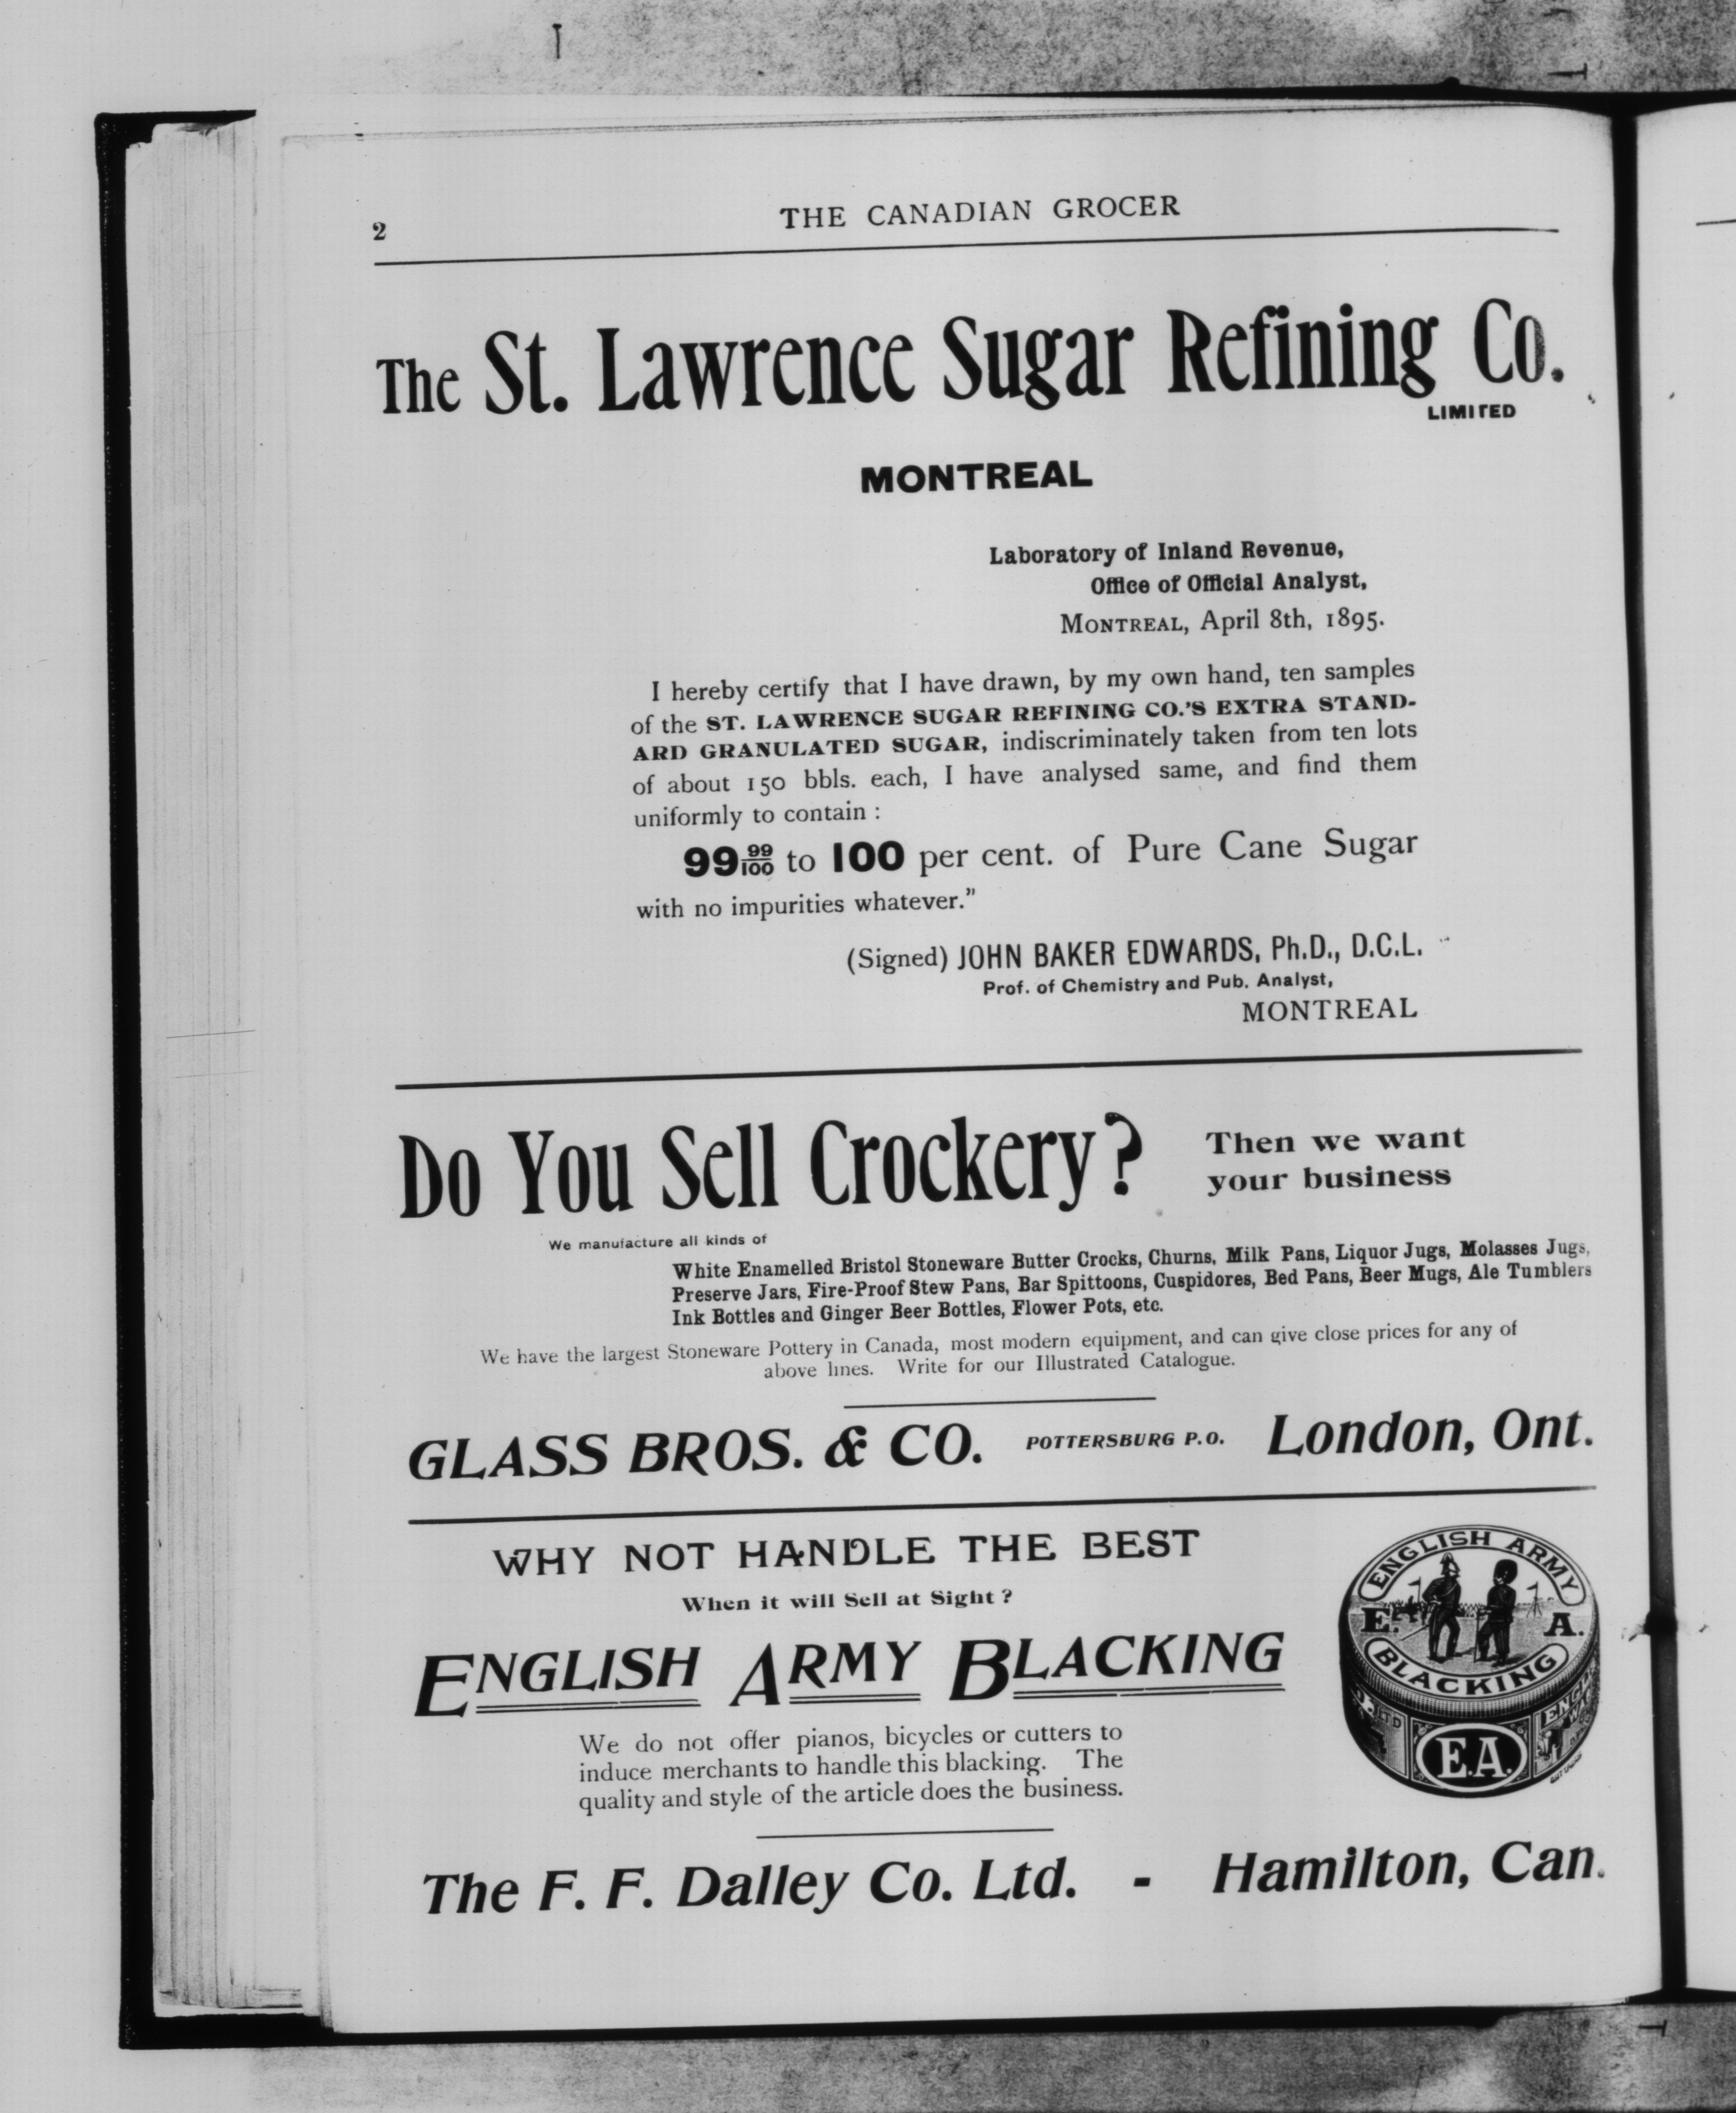 2
THE CANADIAN GROCER
The St. Lawrence Sugar Refining Co.
LIMITED
MONTREAL
Laboratory of Inland Revenue,
Office of Official Analyst,
MONTREAL, April 8th, 1895.
I hereby certify that I have drawn, by my own hand, ten samples
of the ST. LAWRENCE SUGAR REFINING CO.'S EXTRA STAND-
ARD GRANULATED SUGAR, indiscriminately taken from ten lots
of about 150 bbls. each, I have analysed same, and find them
uniformly to contain :
99 99/100 to 100 per cent. of Pure Cane Sugar
with no impurities whatever.”
(Signed) JOHN BAKER EDWARDS, Ph.D., D.C.L.
Prof. of Chemistry and Pub. Analyst,
MONTREAL
Do You Sell Crockery?
Then we want
your business
We manufacture all kinds of
White Enamelled Bristol Stoneware Butter Crocks, Churns, Milk Pans, Liquor Jugs, Molasses Jugs,
Preserve Jars, Fire-Proof Stew Pans, Bar Spittoons, Cuspidores, Bed Pans, Beer Mugs, Ale Tumblers
Ink Bottles and Ginger Beer Bottles, Flower Pots, etc.
We have the largest Stoneware Pottery in Canada, most modern equipment, and can give close prices for any of
above lines. Write for our Illustrated Catalogue.
GLASS BROS. & CO. POTTERSBURG P.O. London, Ont.
WHY NOT HANDLE THE BEST
When it will Sell at Sight ?
ENGLISH ARMY BLACKING
We do not offer pianos, bicycles or cutters to
induce merchants to handle this blacking. The
quality and style of the article does the business.
ENGLISH ARMY
E. A.
BLACKING
LTD
E.A.
The F. F. Dalley Co. Ltd. - Hamilton, Can.